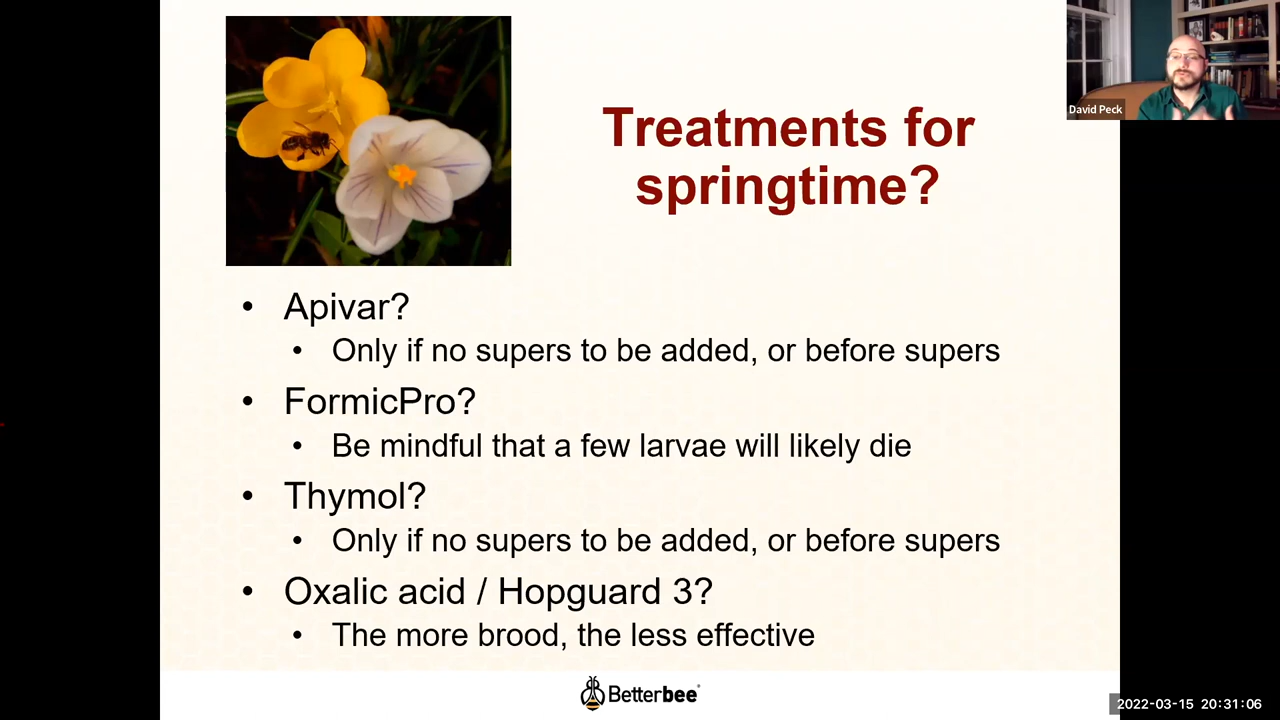 David Peck
Treatments for
springtime?
• Apivar?
• Only if no supers to be added, or before supers
• FormicPro?
• Be mindful that a few larvae will likely die
• Thymol?
• Only if no supers to be added, or before supers
• Oxalic acid / Hopguard 3?
• The more brood, the less effective
Betterbee®
2022-03-15 20:31:06